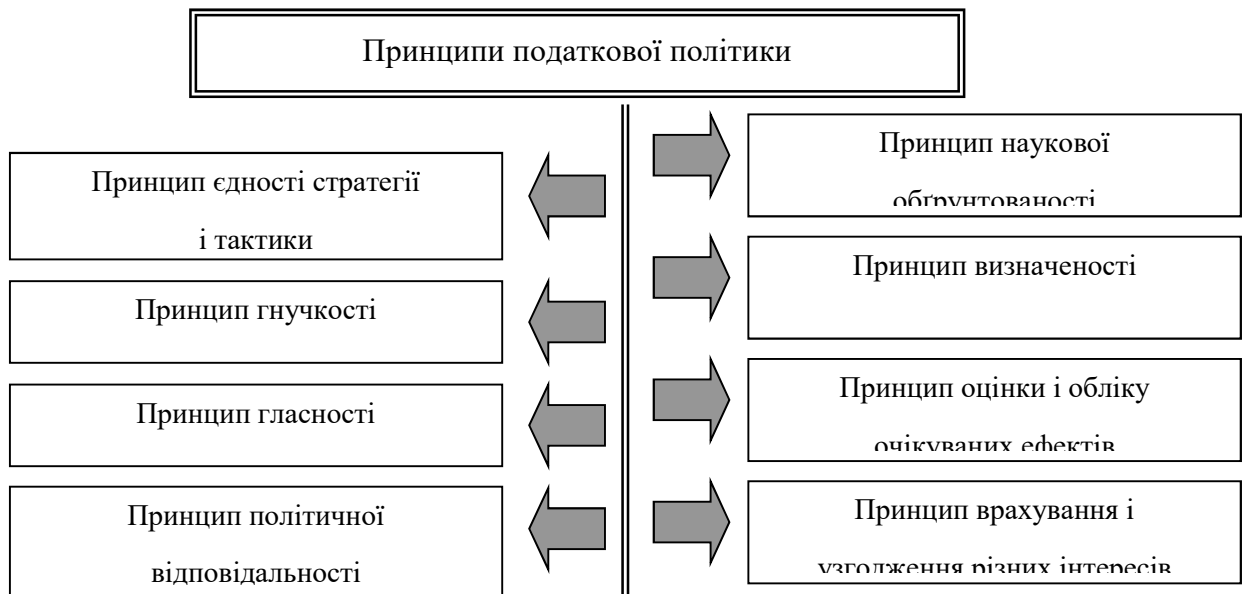 Принципи податкової політики
Принцип єдності стратегії
і тактики
Принцип гнучкості
Принцип гласності
Принцип політичної
відповідальності
Принцип наукової
обґрунтованості
Принцип визначеності
Принцип оцінки і обліку
очікуваних ефектів
Принцип врахування і
узгодження різних інтересів